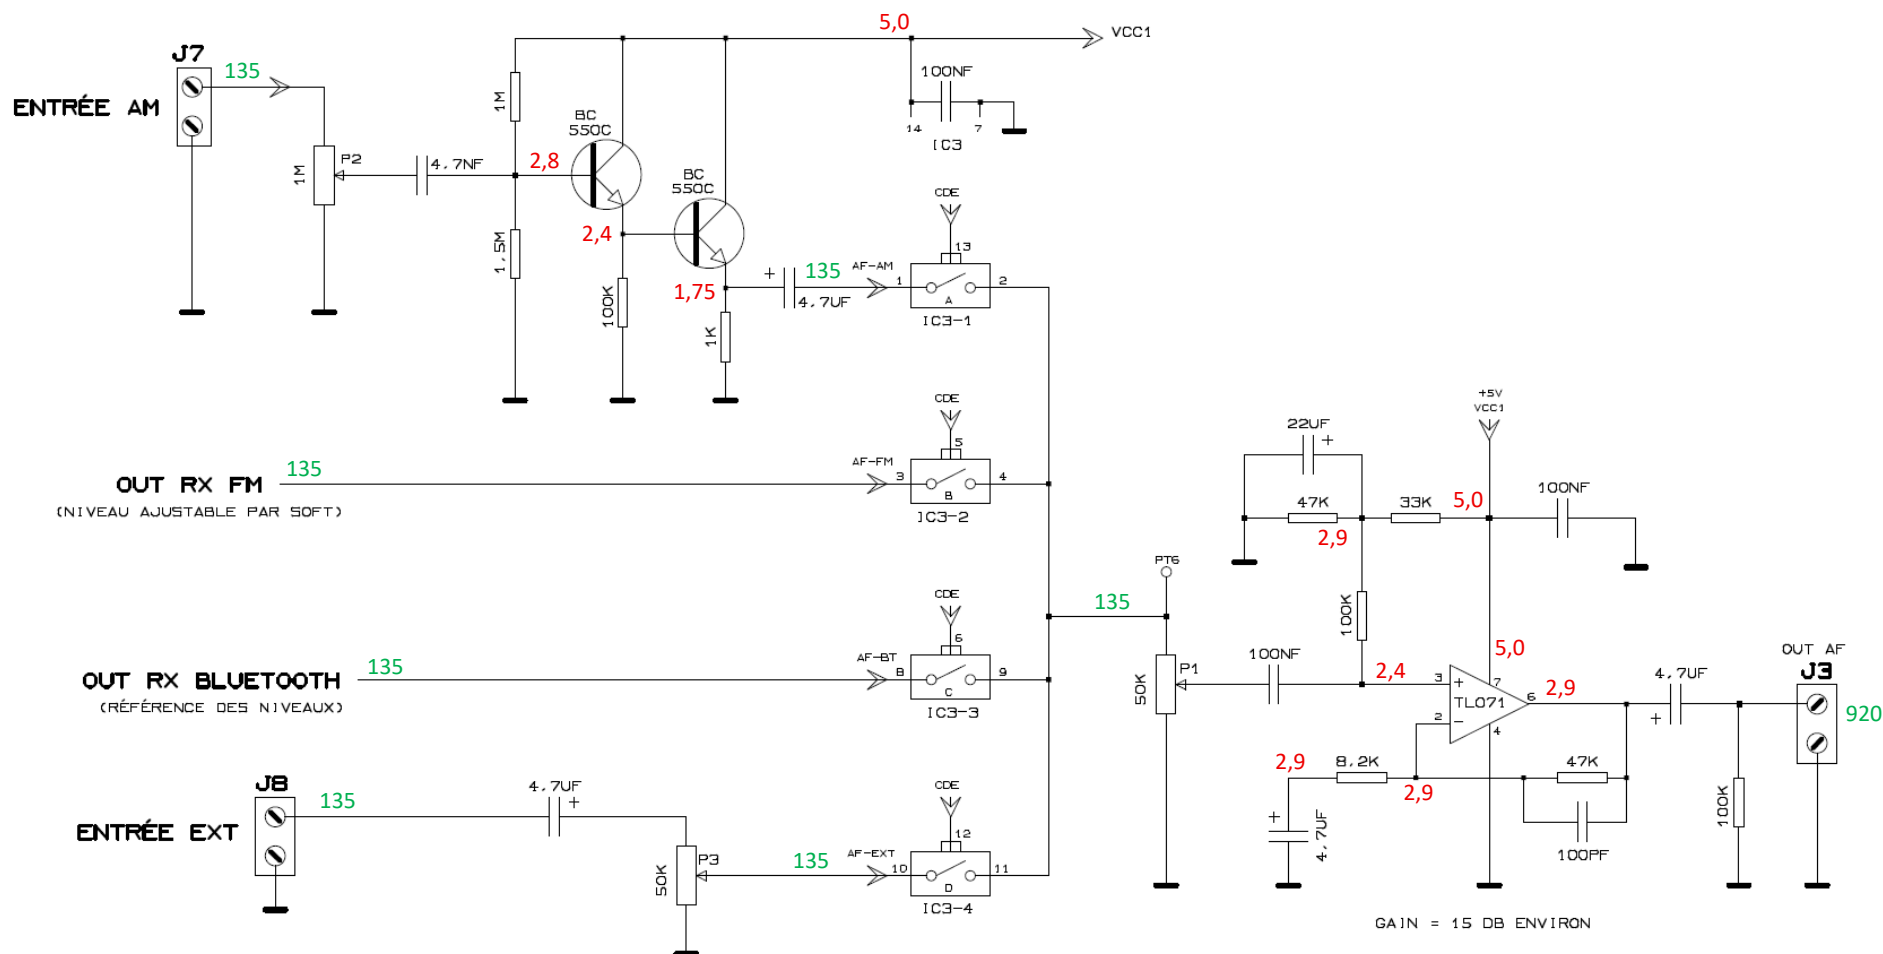 5,0
VCC1
J7
135
ENTRÉE AM
1M
P2
1M
4.7NF
2,8
BC
550C
BC
550C
2,4
1.5M
100K
1,75
1K
+
135
4.7UF
100NF
14
7
IC3
CDE
13
AF-AM
1
2
A
IC3-1
CDE
5
135
AF-FM
3
4
B
OUT RX FM
(NIVEAU AJUSTABLE PAR SOFT)
IC3-2
CDE
6
135
AF-BT
8
9
C
OUT RX BLUETOOTH
(RÉFÉRENCE DES NIVEAUX)
IC3-3
J8
135
ENTRÉE EXT
4.7UF
+
P3
50K
135
CDE
12
AF-EXT
10
11
D
IC3-4
135
PT6
P1
50K
100NF
22UF
+
47K
2,9
33K
+5V
VCC1
5,0
100NF
100K
2,4
5,0
3
+
7
TL071
2
-
4
6
2,9
4.7UF
+
OUT AF
J3
920
2,9
8.2K
2,9
47K
+
4.7UF
100PF
100K
GAIN = 15 DB ENVIRON